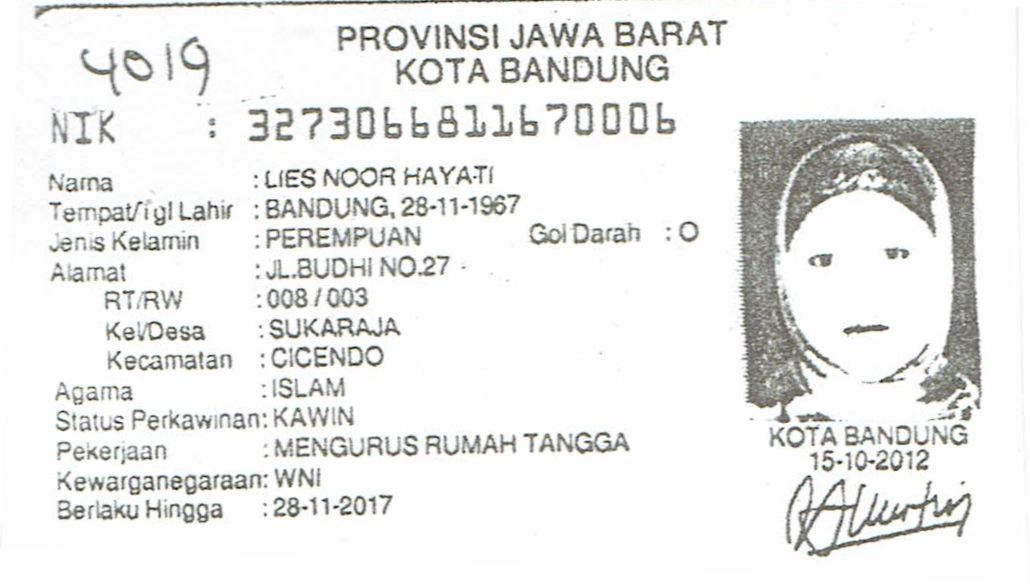 4019
PROVINSI JAWA BARAT
KOTA BANDUNG
NIK : 3273066811670006
Nama : LIES NOOR HAYATI
Tempat/Tgl Lahir : BANDUNG, 28-11-1967
Jenis Kelamin : PEREMPUAN Gol Darah : O
Alamat : JL.BUDHI NO.27
RT/RW : 008 / 003
Kel/Desa : SUKARAJA
Kecamatan : CICENDO
Agama : ISLAM
Status Perkawinan: KAWIN
Pekerjaan : MENGURUS RUMAH TANGGA
Kewarganegaraan: WNI
Berlaku Hingga : 28-11-2017
KOTA BANDUNG
15-10-2012